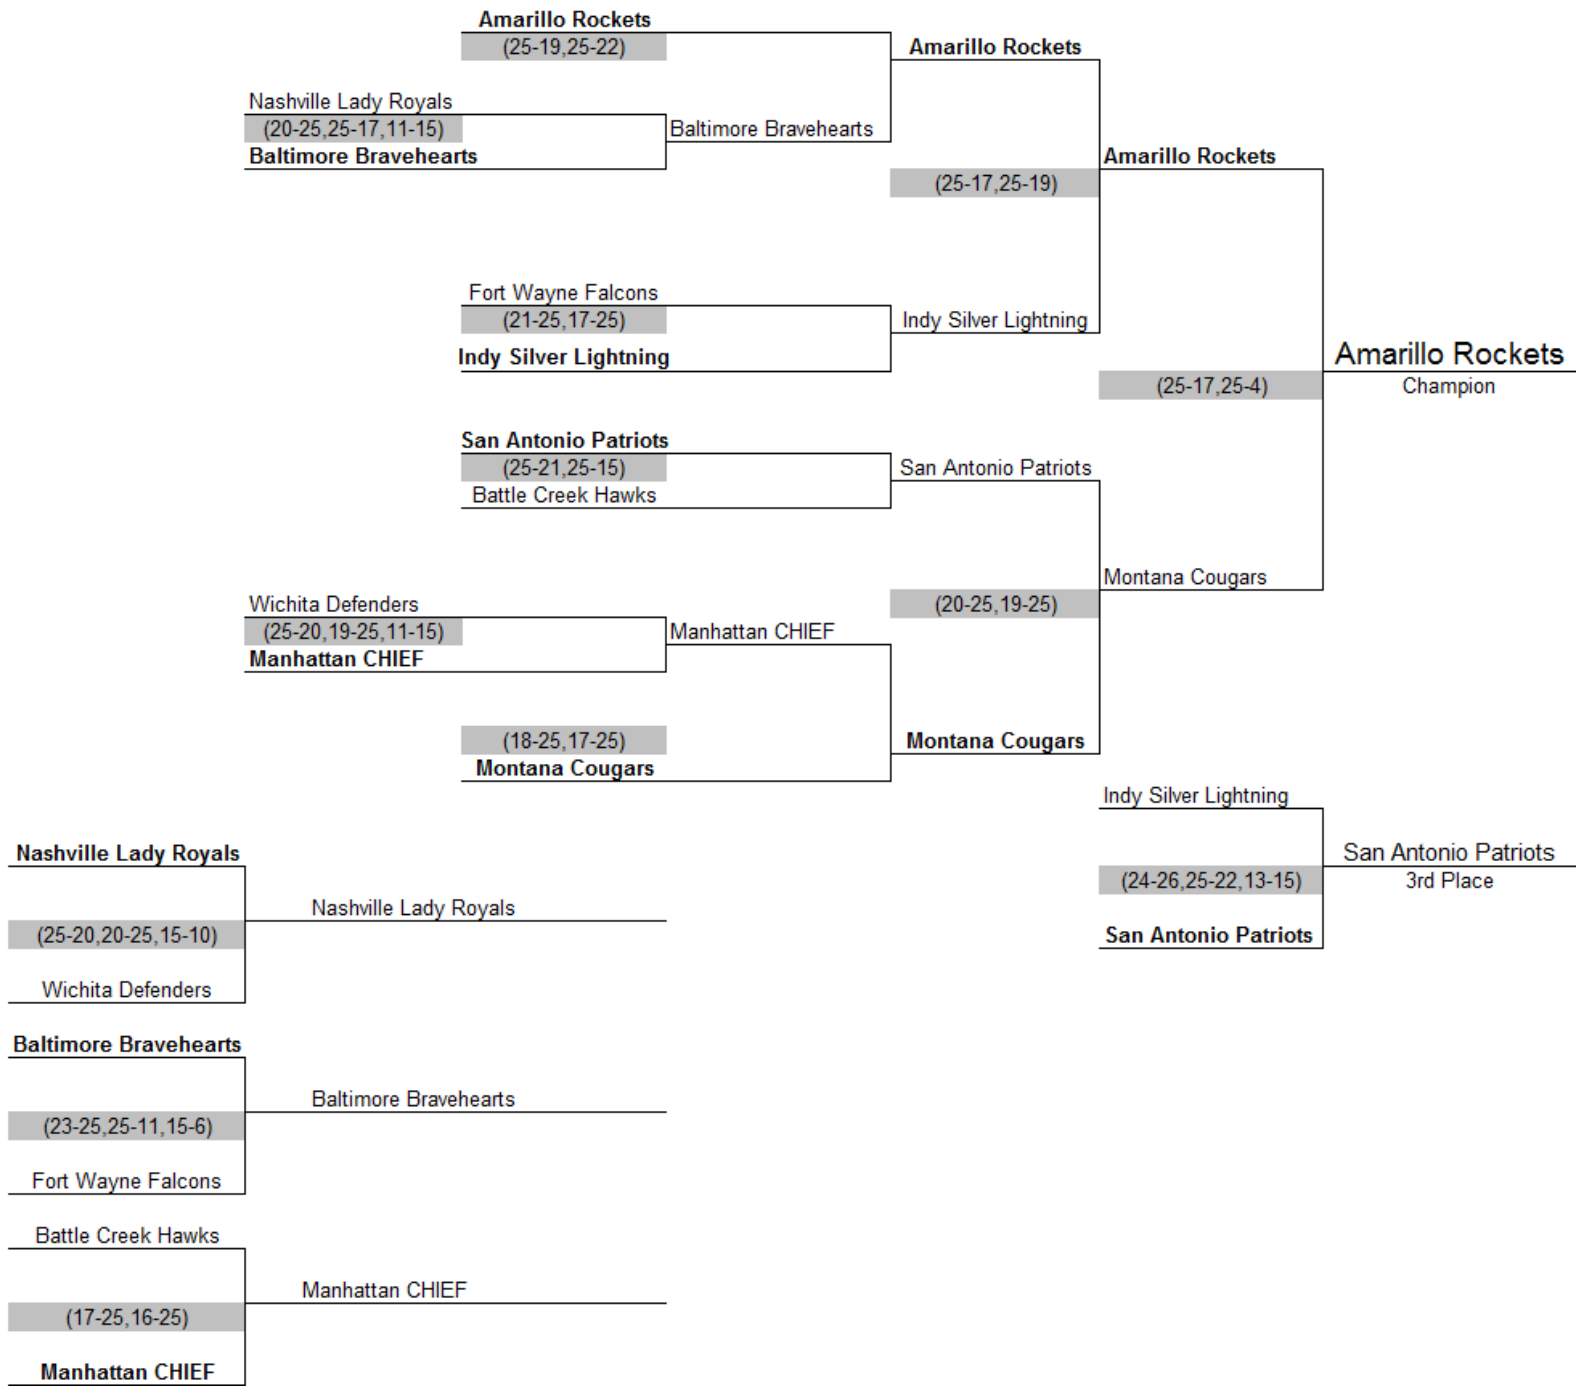 Amarillo Rockets
(25-19,25-22)
Amarillo Rockets
Nashville Lady Royals
(20-25,25-17,11-15)
Baltimore Bravehearts
Baltimore Bravehearts
Amarillo Rockets
(25-17,25-19)
Fort Wayne Falcons
(21-25,17-25)
Indy Silver Lightning
Indy Silver Lightning
Amarillo Rockets
(25-17,25-4)
Champion
San Antonio Patriots
(25-21,25-15)
San Antonio Patriots
Battle Creek Hawks
Montana Cougars
Wichita Defenders
(20-25,19-25)
(25-20,19-25,11-15)
Manhattan CHIEF
Manhattan CHIEF
(18-25,17-25)
Montana Cougars
Montana Cougars
Indy Silver Lightning
Nashville Lady Royals
San Antonio Patriots
(24-26,25-22,13-15)
3rd Place
Nashville Lady Royals
(25-20,20-25,15-10)
San Antonio Patriots
Wichita Defenders
Baltimore Bravehearts
Baltimore Bravehearts
(23-25,25-11,15-6)
Fort Wayne Falcons
Battle Creek Hawks
Manhattan CHIEF
(17-25,16-25)
Manhattan CHIEF